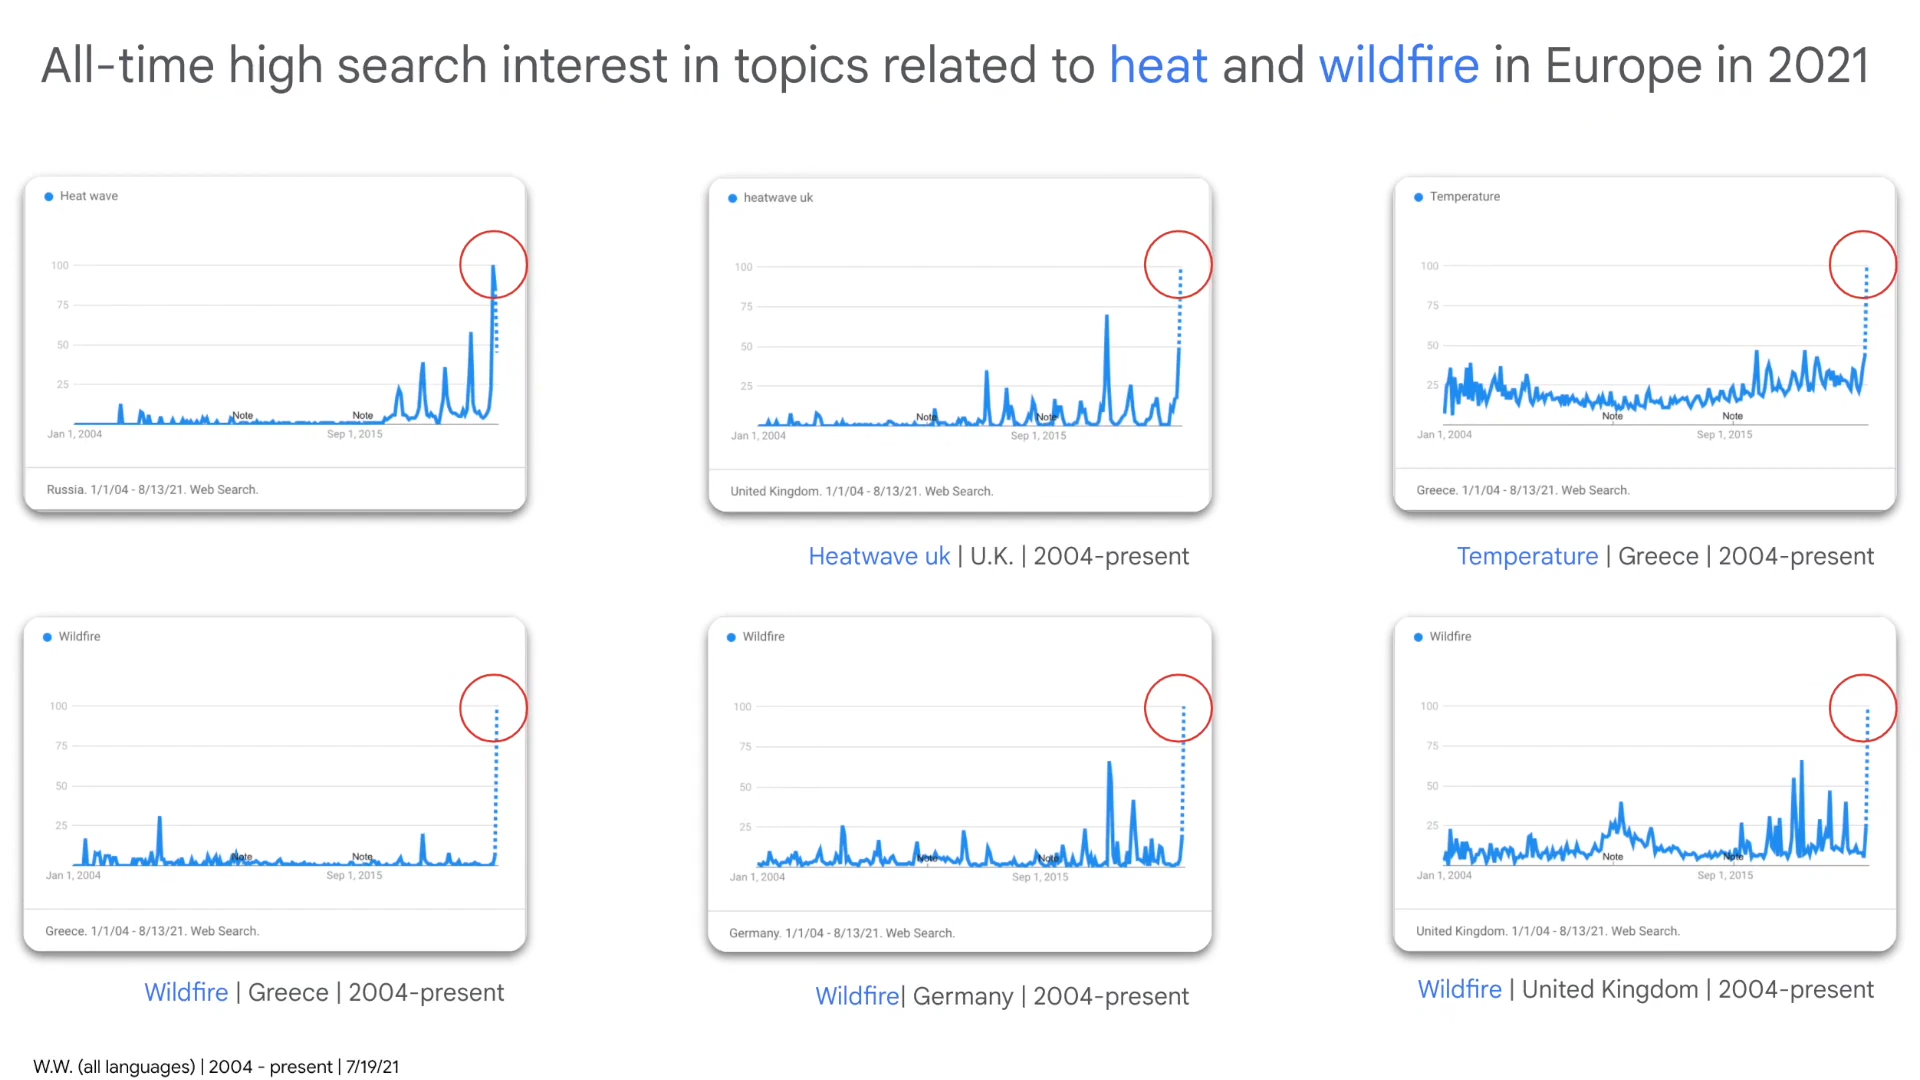 All-time high search interest in topics related to heat and wildfire in Europe in 2021
Heat wave
100
75
50
25
Note
Note
Jan 1, 2004
Sep 1, 2015
Russia. 1/1/04 - 8/13/21. Web Search.
heatwave uk
100
75
50
25
Note
Note
Jan 1, 2004
Sep 1, 2015
United Kingdom. 1/1/04 - 8/13/21. Web Search.
Heatwave uk | U.K. | 2004-present
Temperature
100
75
50
25
Note
Note
Jan 1, 2004
Sep 1, 2015
Greece. 1/1/04 - 8/13/21. Web Search.
Temperature | Greece | 2004-present
Wildfire
100
75
50
25
Note
Note
Jan 1, 2004
Sep 1, 2015
Greece. 1/1/04 - 8/13/21. Web Search.
Wildfire | Greece | 2004-present
Wildfire
100
75
50
25
Note
Note
Jan 1, 2004
Sep 1, 2015
Germany. 1/1/04 - 8/13/21. Web Search.
Wildfire| Germany | 2004-present
Wildfire
100
75
50
25
Note
Note
Jan 1, 2004
Sep 1, 2015
United Kingdom. 1/1/04 - 8/13/21. Web Search.
Wildfire | United Kingdom | 2004-present
W.W. (all languages) | 2004 - present | 7/19/21